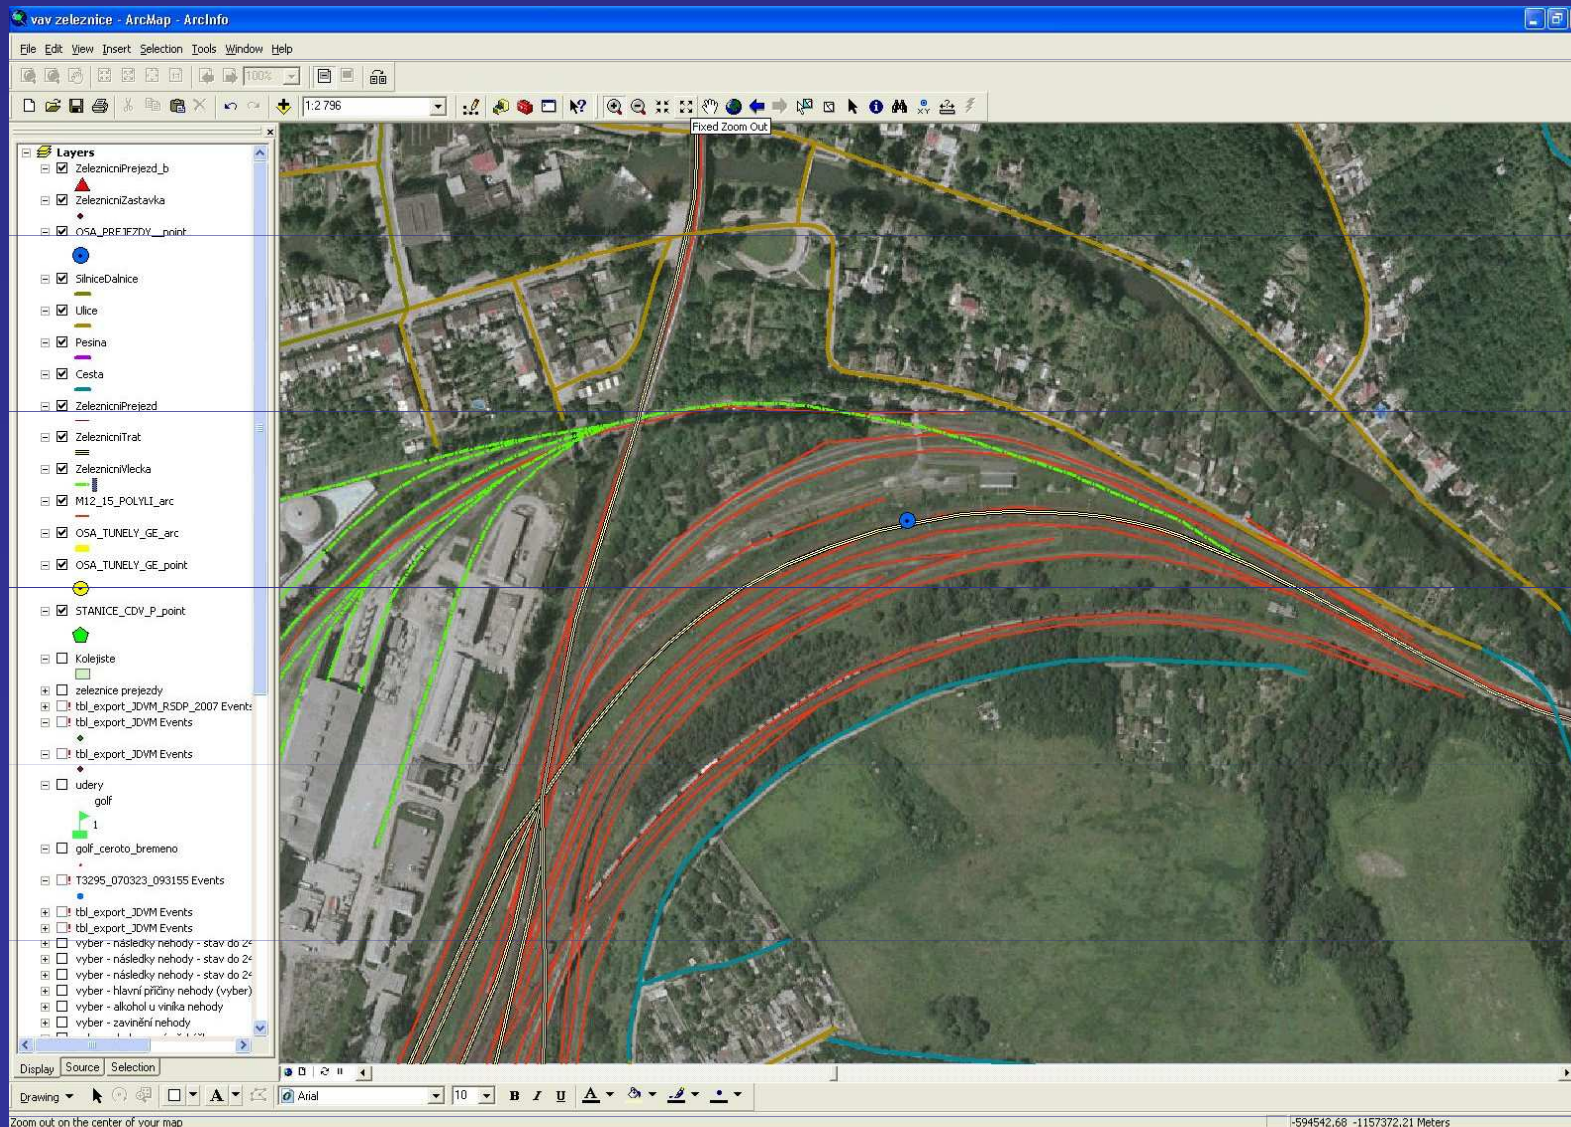 vav zeleznice - ArcMap - ArcInfo
File Edit View Insert Selection Tools Window Help
100%
1:2 796
Fixed Zoom Out
Layers
ZeleznicniPrejezd_b
ZeleznicniZastavka
OSA_PREJEZDY__point
SilniceDalnice
Ulice
Pesina
Cesta
ZeleznicniPrejezd
ZeleznicniTrat
ZeleznicniVlecka
M12_15_POLYLI_arc
OSA_TUNELY_GE_arc
OSA_TUNELY_GE_point
STANICE_CDV_P_point
Kolejiste
zeleznice prejezdy
tbl_export_JDVM_RSDP_2007 Events
tbl_export_JDVM Events
tbl_export_JDVM Events
udery
golf
1
golf_ceroto_bremeno
T3295_070323_093155 Events
tbl_export_JDVM Events
tbl_export_JDVM Events
vyber - následky nehody - stav do 24
vyber - následky nehody - stav do 24
vyber - následky nehody - stav do 24
vyber - hlavní příčiny nehody (vyber)
vyber - alkohol u viníka nehody
vyber - zavinění nehody
Display Source Selection
Drawing A Arial 10 B I U A
Zoom out on the center of your map
-594542.68 -1157372.21 Meters